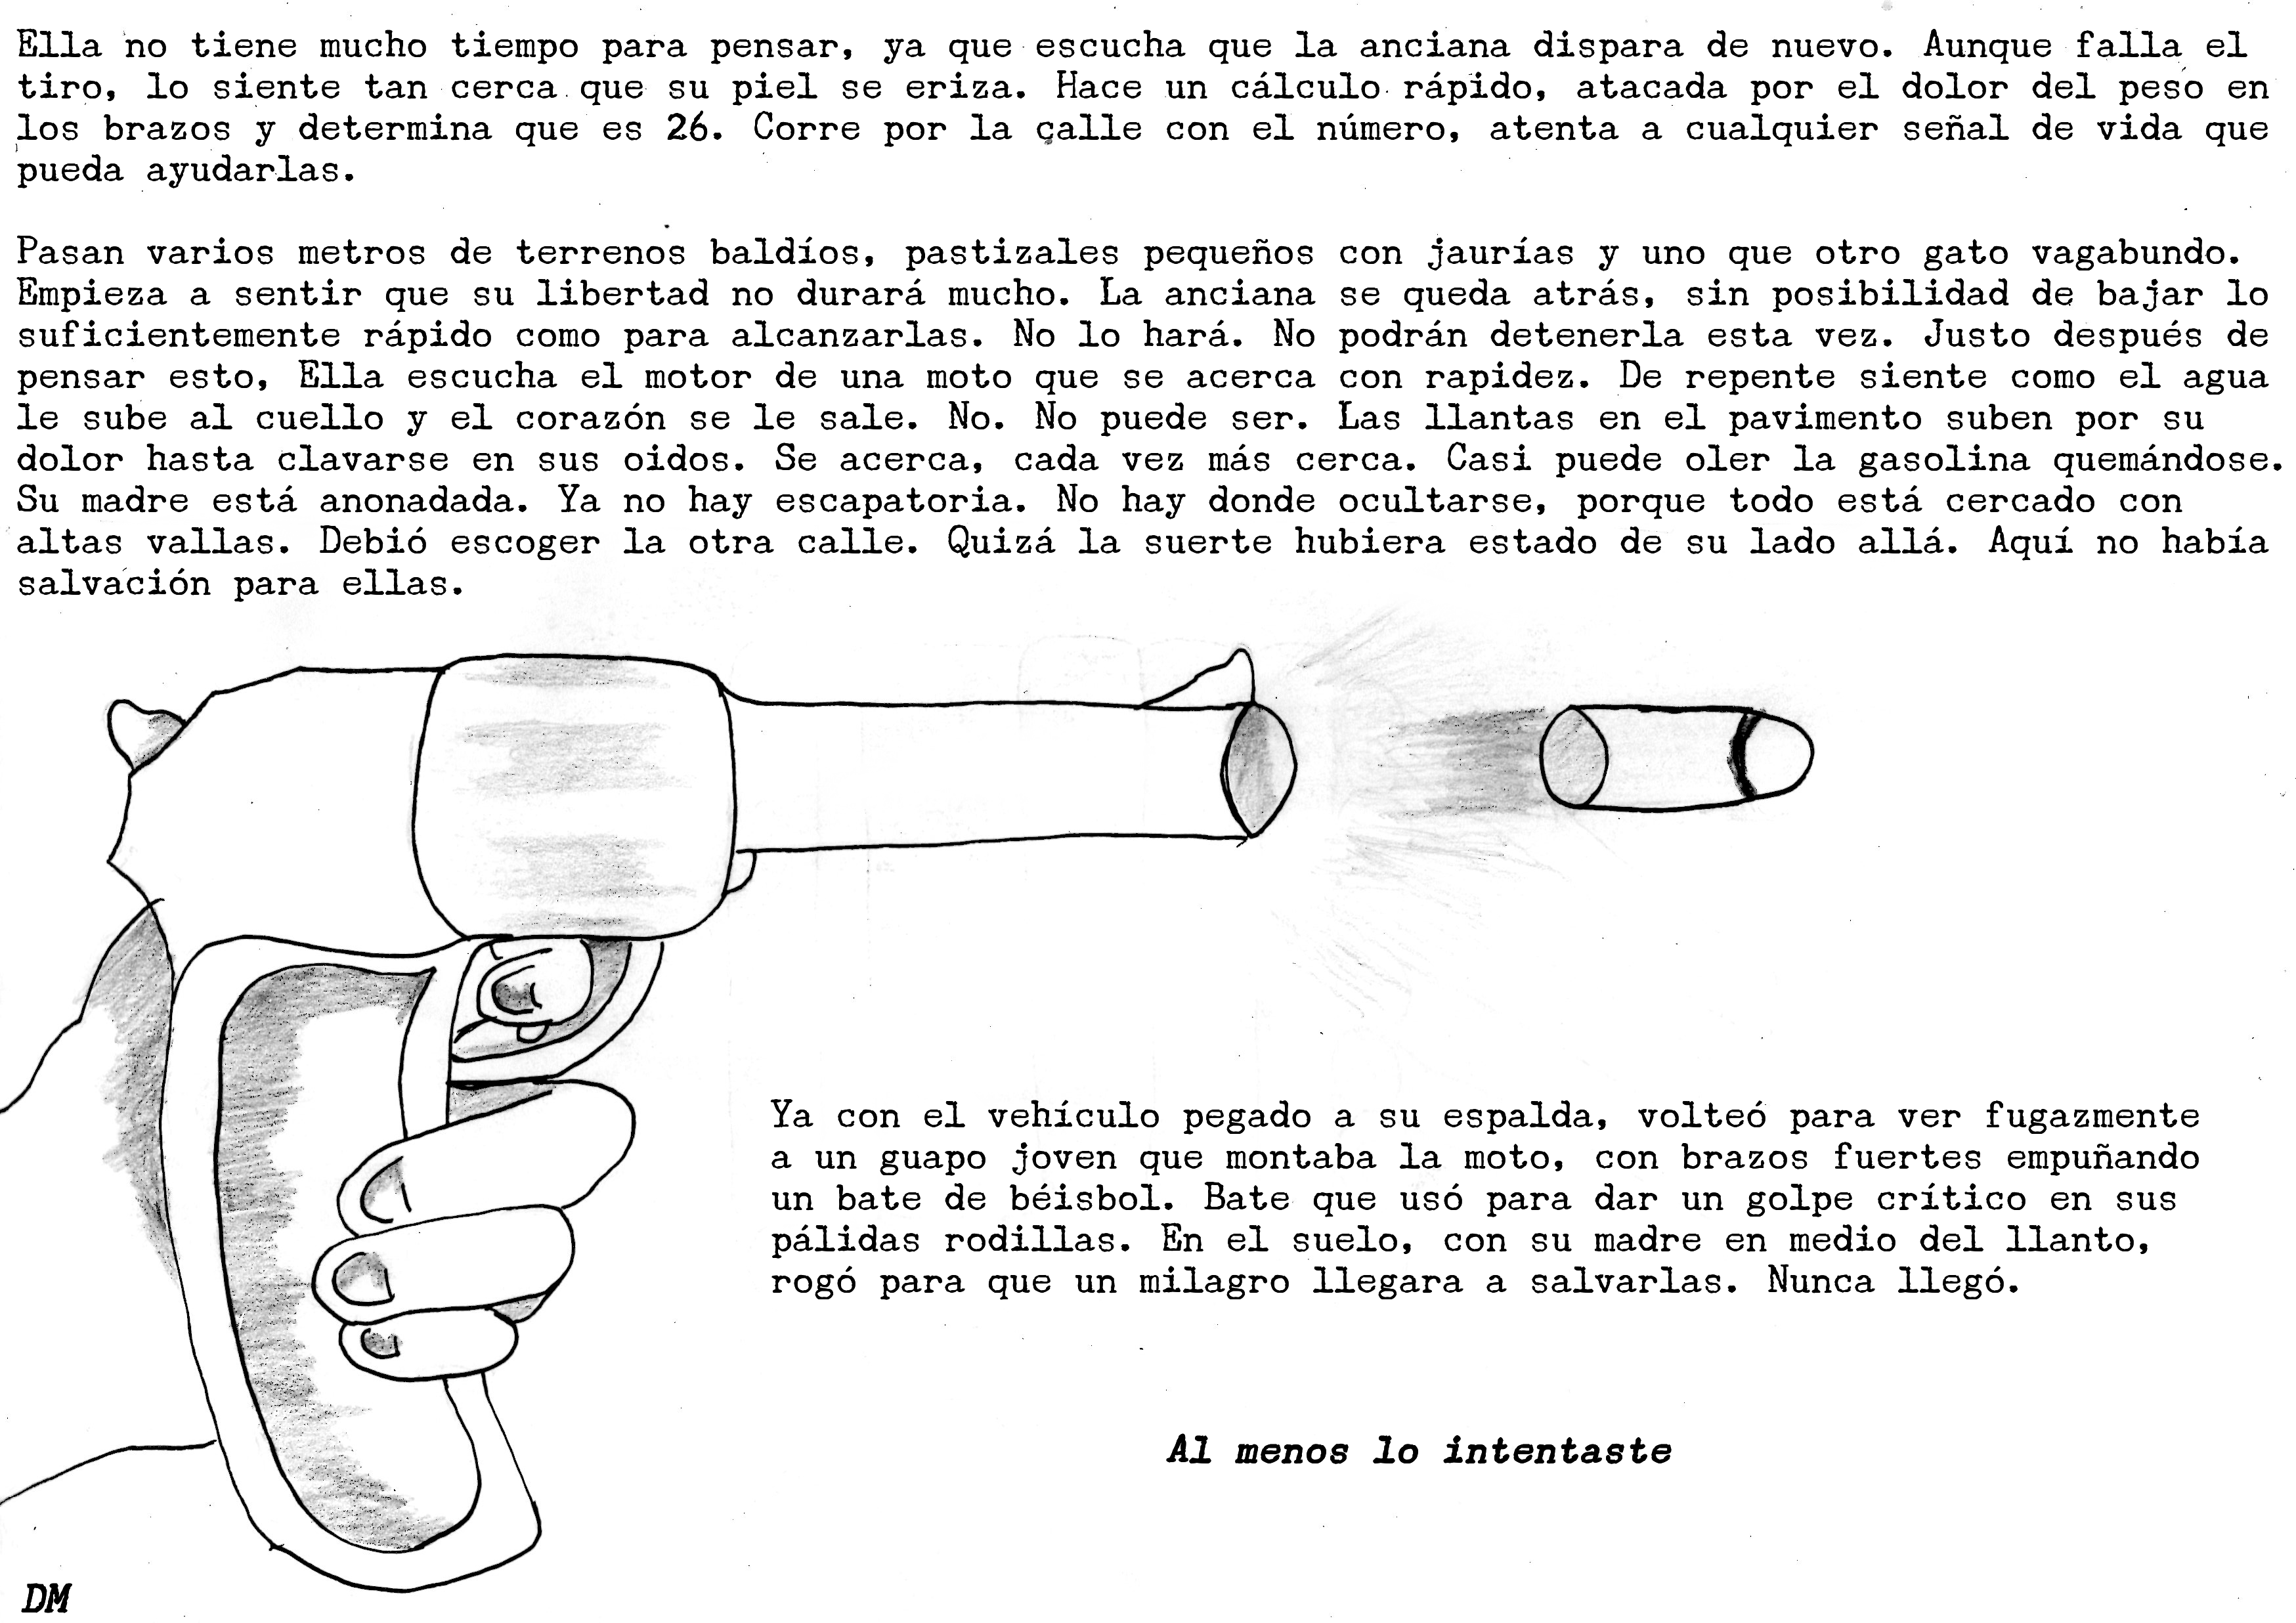 Ella no tiene mucho tiempo para pensar, ya que escucha que la anciana dispara de nuevo. Aunque falla el
tiro, lo siente tan cerca que su piel se eriza. Hace un cálculo rápido, atacada por el dolor del peso en
los brazos y determina que es 26. Corre por la calle con el número, atenta a cualquier señal de vida que
pueda ayudarlas.
Pasan varios metros de terrenos baldíos, pastizales pequeños con jaurías y uno que otro gato vagabundo.
Empieza a sentir que su libertad no durará mucho. La anciana se queda atrás, sin posibilidad de bajar lo
suficientemente rápido como para alcanzarlas. No lo hará. No podrán detenerla esta vez. Justo después de
pensar esto, Ella escucha el motor de una moto que se acerca con rapidez. De repente siente como el agua
le sube al cuello y el corazón se le sale. No. No puede ser. Las llantas en el pavimento suben por su
dolor hasta clavarse en sus oidos. Se acerca, cada vez más cerca. Casi puede oler la gasolina quemándose.
Su madre está anonadada. Ya no hay escapatoria. No hay donde ocultarse, porque todo está cercado con
altas vallas. Debió escoger la otra calle. Quizá la suerte hubiera estado de su lado allá. Aquí no había
salvación para ellas.
Ya con el vehículo pegado a su espalda, volteó para ver fugazmente
a un guapo joven que montaba la moto, con brazos fuertes empuñando
un bate de béisbol. Bate que usó para dar un golpe crítico en sus
pálidas rodillas. En el suelo, con su madre en medio del llanto,
rogó para que un milagro llegara a salvarlas. Nunca llegó.
Al menos lo intentaste
DM